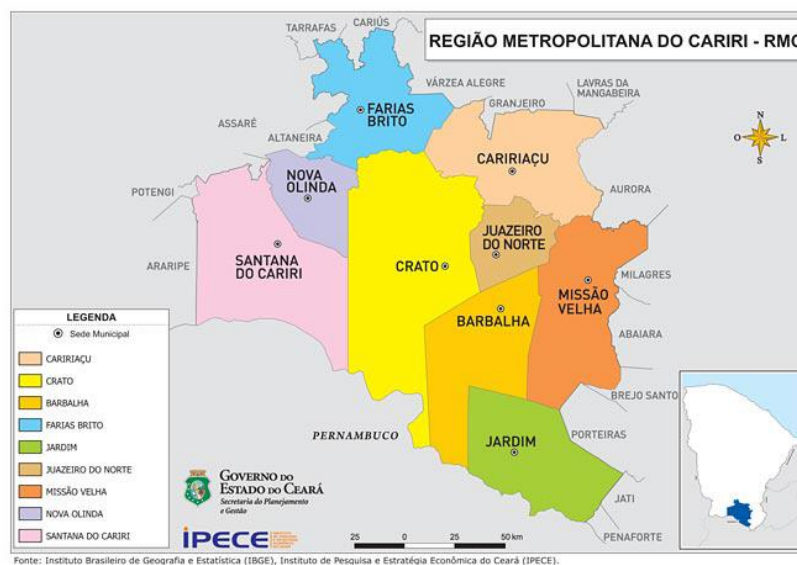 REGIÃO METROPOLITANA DO CARIRI - RMC
TARRAFAS
CARIÚS
VÁRZEA ALEGRE
LAVRAS DA
MANGABEIRA
GRANJEIRO
FARIAS
BRITO
ASSARÉ
ALTANEIRA
CARIRIAÇU
N
O
L
S
NOVA
OLINDA
POTENGI
AURORA
JUAZEIRO
DO NORTE
SANTANA
DO CARIRI
ARARIPE
CRATO
MILAGRES
MISSÃO
VELHA
BARBALHA
ABAIARA
BREJO SANTO
LEGENDA
Sede Municipal
CARIRIAÇU
CRATO
BARBALHA
FARIAS BRITO
JARDIM
JUAZEIRO DO NORTE
MISSÃO VELHA
NOVA OLINDA
SANTANA DO CARIRI
PERNAMBUCO
JARDIM
PORTEIRAS
JATI
PENAFORTE
GOVERNO DO
ESTADO DO CEARÁ
Secretaria do Planejamento
e Gestão
IPECE
25 0 25 50 km
Fonte: Instituto Brasileiro de Geografia e Estatística (IBGE), Instituto de Pesquisa e Estratégia Econômica do Ceará (IPECE).